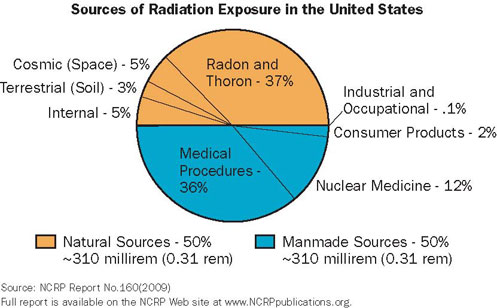 Sources of Radiation Exposure in the United States
Cosmic (Space) - 5%
Terrestrial (Soil) - 3%
Internal - 5%
Radon and
Thoron - 37%
Industrial and
Occupational - .1%
Consumer Products - 2%
Medical
Procedures -
36%
Nuclear Medicine - 12%
Natural Sources - 50%
~310 millirem (0.31 rem)
Manmade Sources - 50%
~310 millirem (0.31 rem)
Source: NCRP Report No.160(2009)
Full report is available on the NCRP Web site at www.NCRPpublications.org.